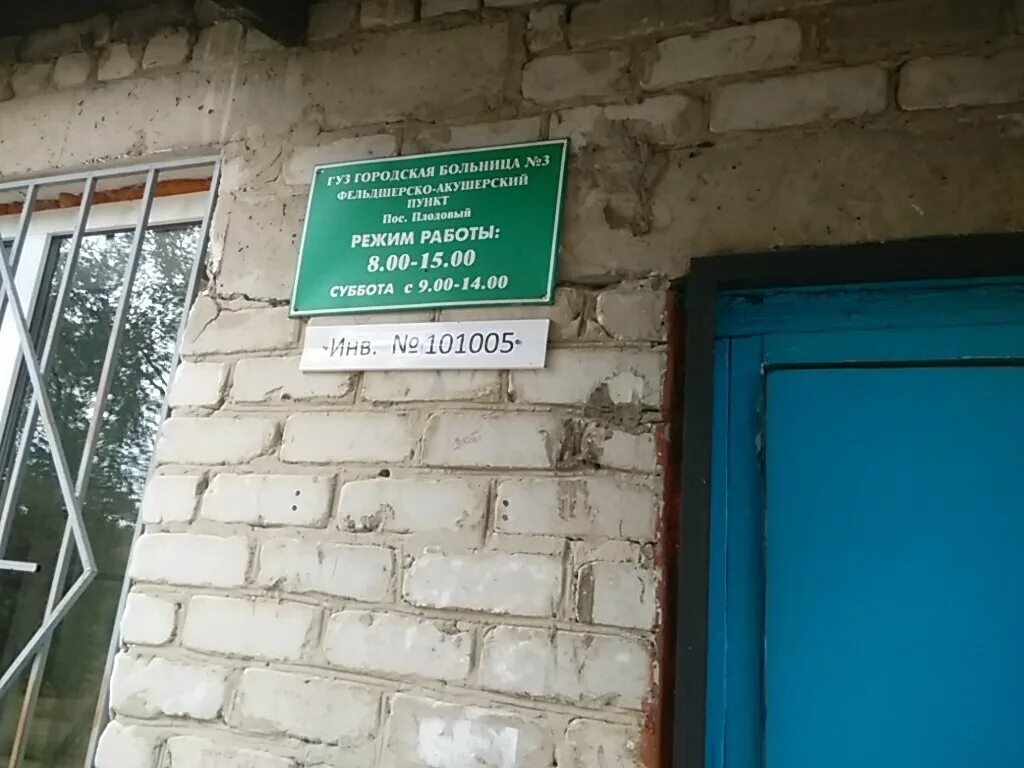 ГУЗ ГОРОДСКАЯ БОЛЬНИЦА №3
ФЕЛЬДШЕРСКО-АКУШЕРСКИЙ
ПУНКТ
Пос. Плодовый
РЕЖИМ РАБОТЫ:
8.00-15.00
СУББОТА с 9.00-14.00
Инв. №101005